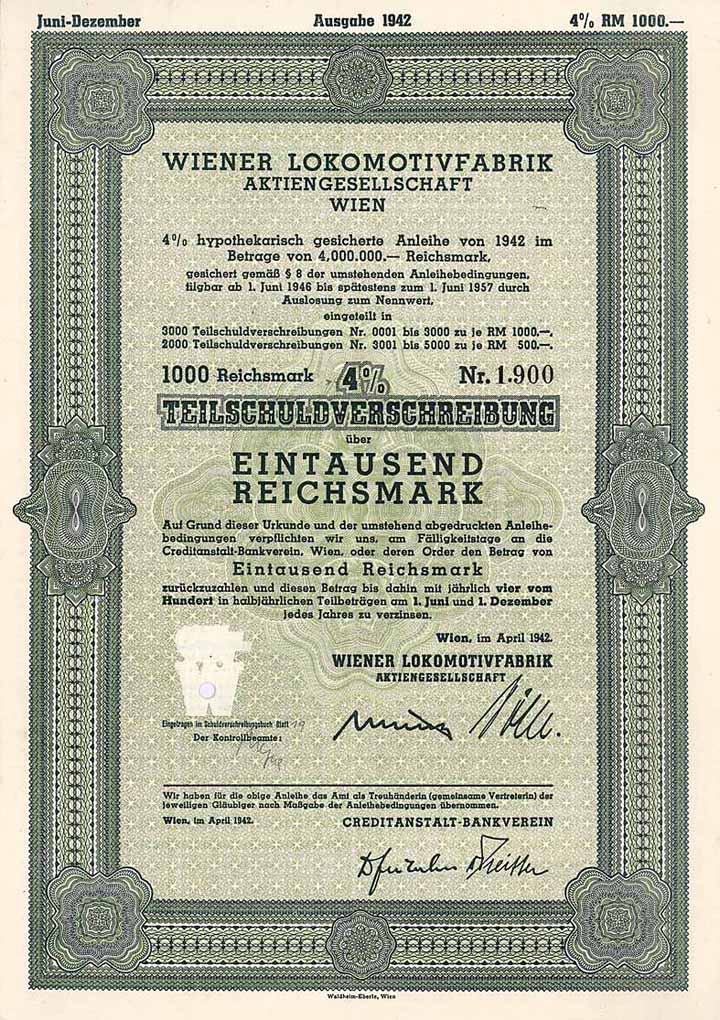 Juni-Dezember
Ausgabe 1942
4% RM 1000.—
WIENER LOKOMOTIVFABRIK
AKTIENGESELLSCHAFT
WIEN
4% hypothekarisch gesicherte Anleihe von 1942 im
Betrage von 4,000.000.— Reichsmark,
gesichert gemäß § 8 der umstehenden Anleihebedingungen,
tilgbar ab 1. Juni 1946 bis spätestens zum 1. Juni 1957 durch
Auslosung zum Nennwert,
eingeteilt in
3000 Teilschuldverschreibungen Nr. 0001 bis 3000 zu je RM 1000.—,
2000 Teilschuldverschreibungen Nr. 3001 bis 5000 zu je RM 500.—.
1000 Reichsmark 4% Nr. 1.900
TEILSCHULDVERSCHREIBUNG
über
EINTAUSEND
REICHSMARK
Auf Grund dieser Urkunde und der umstehend abgedruckten Anleihe-
bedingungen verpflichten wir uns, am Fälligkeitstage an die
Creditanstalt-Bankverein, Wien, oder deren Order den Betrag von
Eintausend Reichsmark
zurückzuzahlen und diesen Betrag bis dahin mit jährlich vier vom
Hundert in halbjährlichen Teilbeträgen am 1. Juni und 1. Dezember
jedes Jahres zu verzinsen.
Wien, im April 1942.
WIENER LOKOMOTIVFABRIK
AKTIENGESELLSCHAFT
Eingetragen im Schuldverschreibungsbuch Blatt 19
Der Kontrollbeamte:
Wir haben für die obige Anleihe das Amt als Treuhänderin (gemeinsame Vertreterin) der
jeweiligen Gläubiger nach Maßgabe der Anleihebedingungen übernommen.
Wien, im April 1942.
CREDITANSTALT-BANKVEREIN
Waldheim-Eberle, Wien